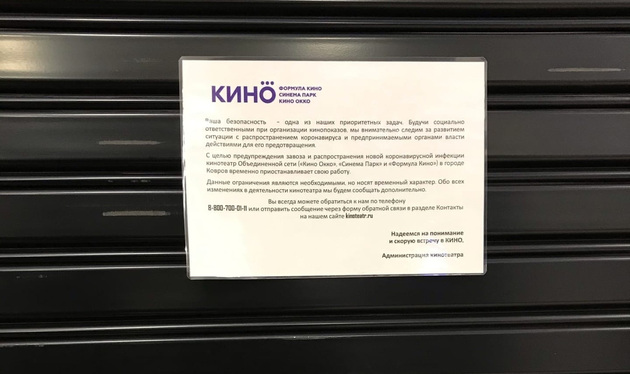 КИНӦ
ФОРМУЛА КИНО
СИНЕМА ПАРК
КИНО ОККО
Ваша безопасность - одна из наших приоритетных задач. Будучи социально
ответственными при организации кинопоказов, мы внимательно следим за развитием
ситуации с распространением коронавируса и предпринимаемыми органами власти
действиями для его предотвращения.
С целью предупреждения завоза и распространения новой коронавирусной инфекции
кинотеатр Объединенной сети («Кино Окко», «Синема Парк» и «Формула Кино») в городе
Ковров временно приостанавливает свою работу.
Данные ограничения являются необходимыми, но носят временный характер. Обо всех
изменениях в деятельности кинотеатра мы будем сообщать дополнительно.
Вы всегда можете обратиться к нам по телефону
8-800-700-01-11 или отправить сообщение через форму обратной связи в разделе Контакты
на нашем сайте kinoteatr.ru
Надеемся на понимание
и скорую встречу в КИНО,
Администрация кинотеатра